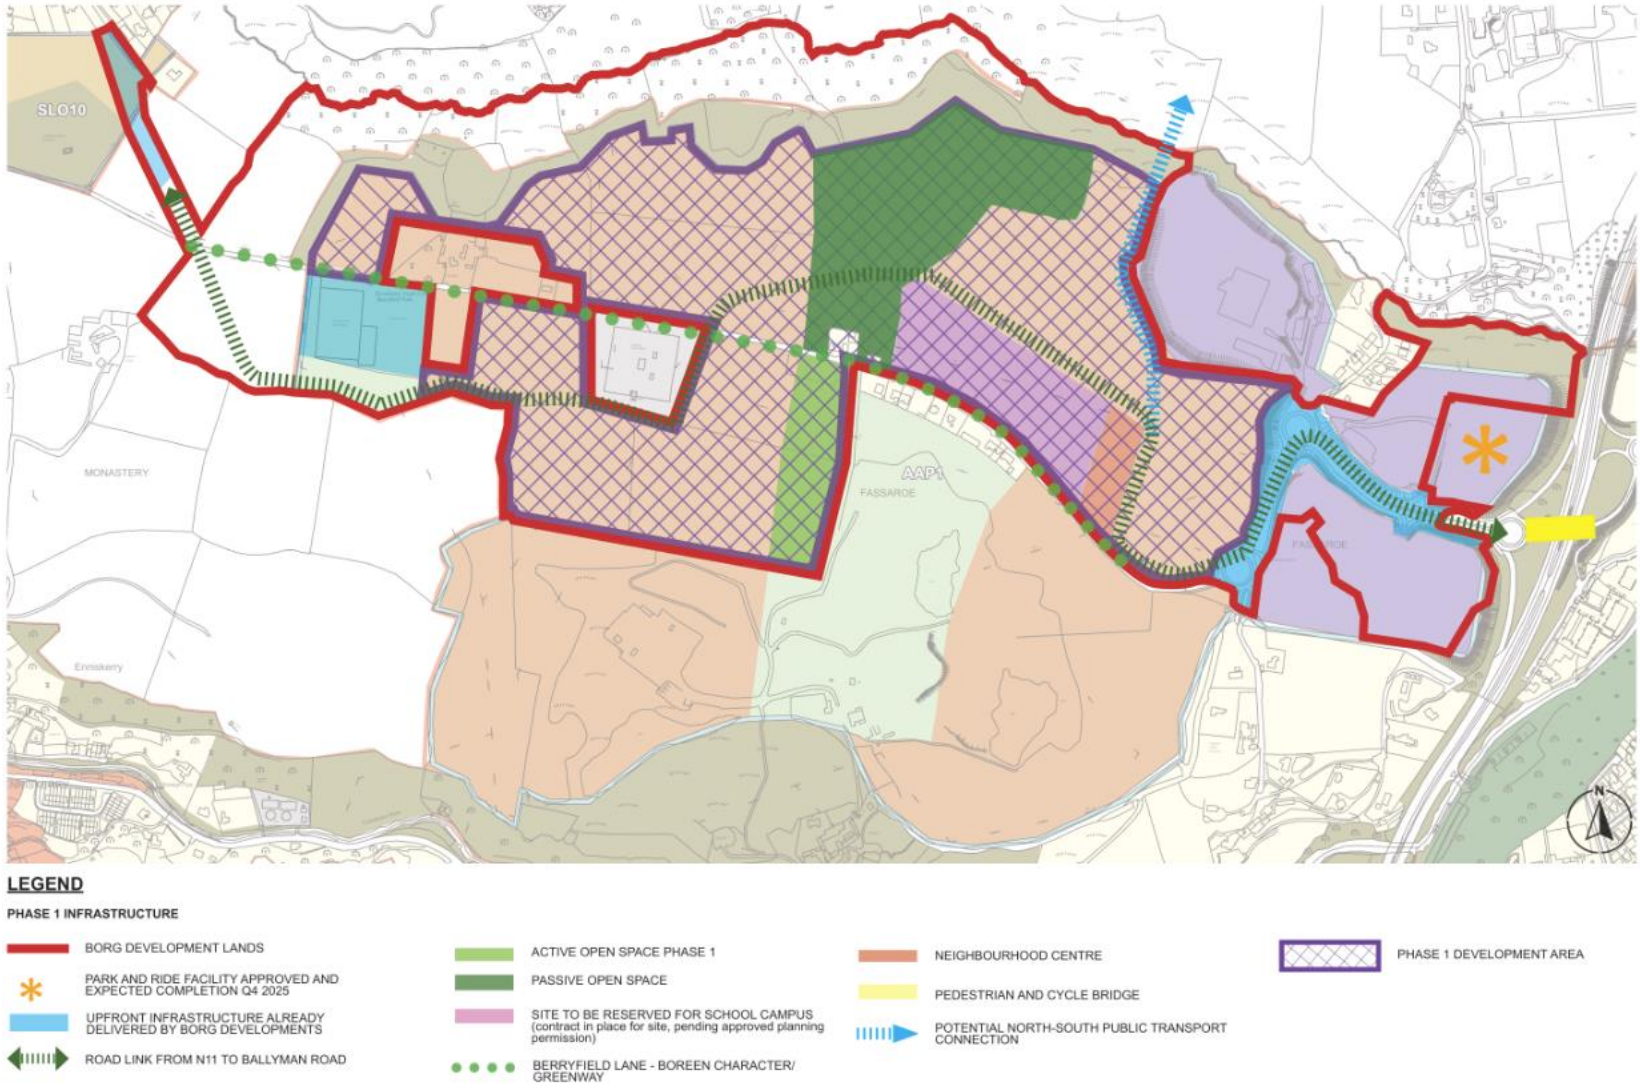 SLO10
MONASTERY
Enniskerry
AAP1
FASSAROE
FASSAROE
N
LEGEND
PHASE 1 INFRASTRUCTURE
BORG DEVELOPMENT LANDS
PARK AND RIDE FACILITY APPROVED AND
EXPECTED COMPLETION Q4 2025
UPFRONT INFRASTRUCTURE ALREADY
DELIVERED BY BORG DEVELOPMENTS
ROAD LINK FROM N11 TO BALLYMAN ROAD
ACTIVE OPEN SPACE PHASE 1
PASSIVE OPEN SPACE
SITE TO BE RESERVED FOR SCHOOL CAMPUS
(contract in place for site, pending approved planning
permission)
BERRYFIELD LANE - BOREEN CHARACTER/
GREENWAY
NEIGHBOURHOOD CENTRE
PEDESTRIAN AND CYCLE BRIDGE
POTENTIAL NORTH-SOUTH PUBLIC TRANSPORT
CONNECTION
PHASE 1 DEVELOPMENT AREA